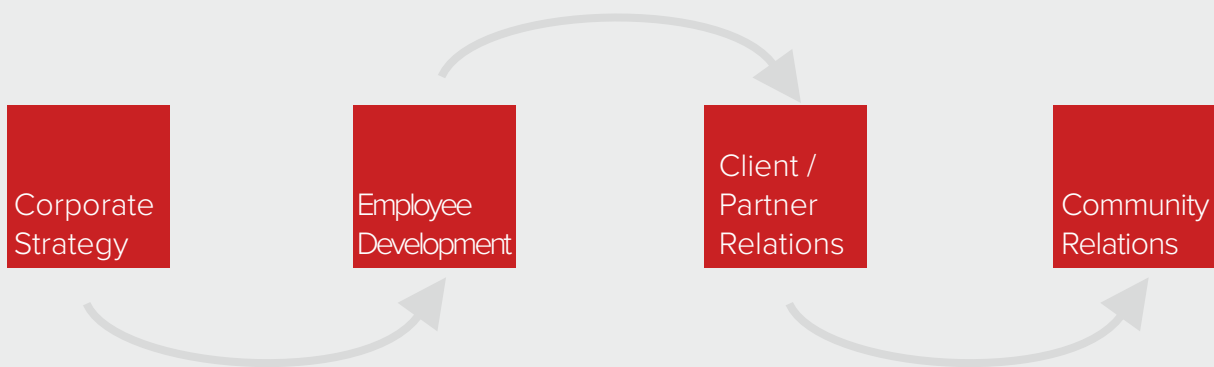 Corporate
Strategy
Employee
Development
Client /
Partner
Relations
Community
Relations